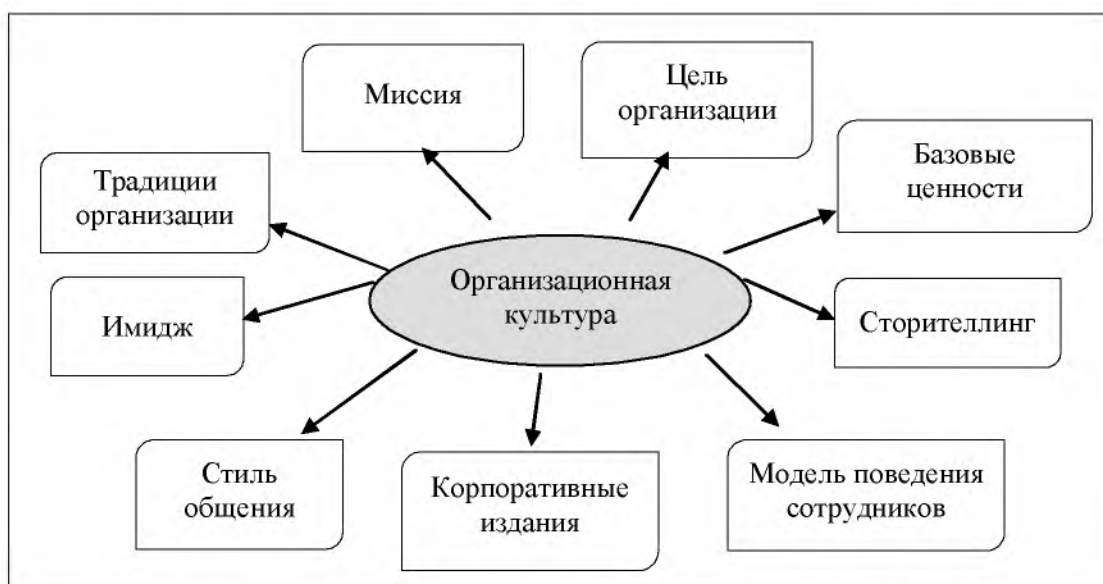 Миссия
Цель
организации
Традиции
организации
Базовые
ценности
Организационная
культура
Имидж
Сторителлинг
Стиль
общения
Корпоративные
издания
Модель поведения
сотрудников